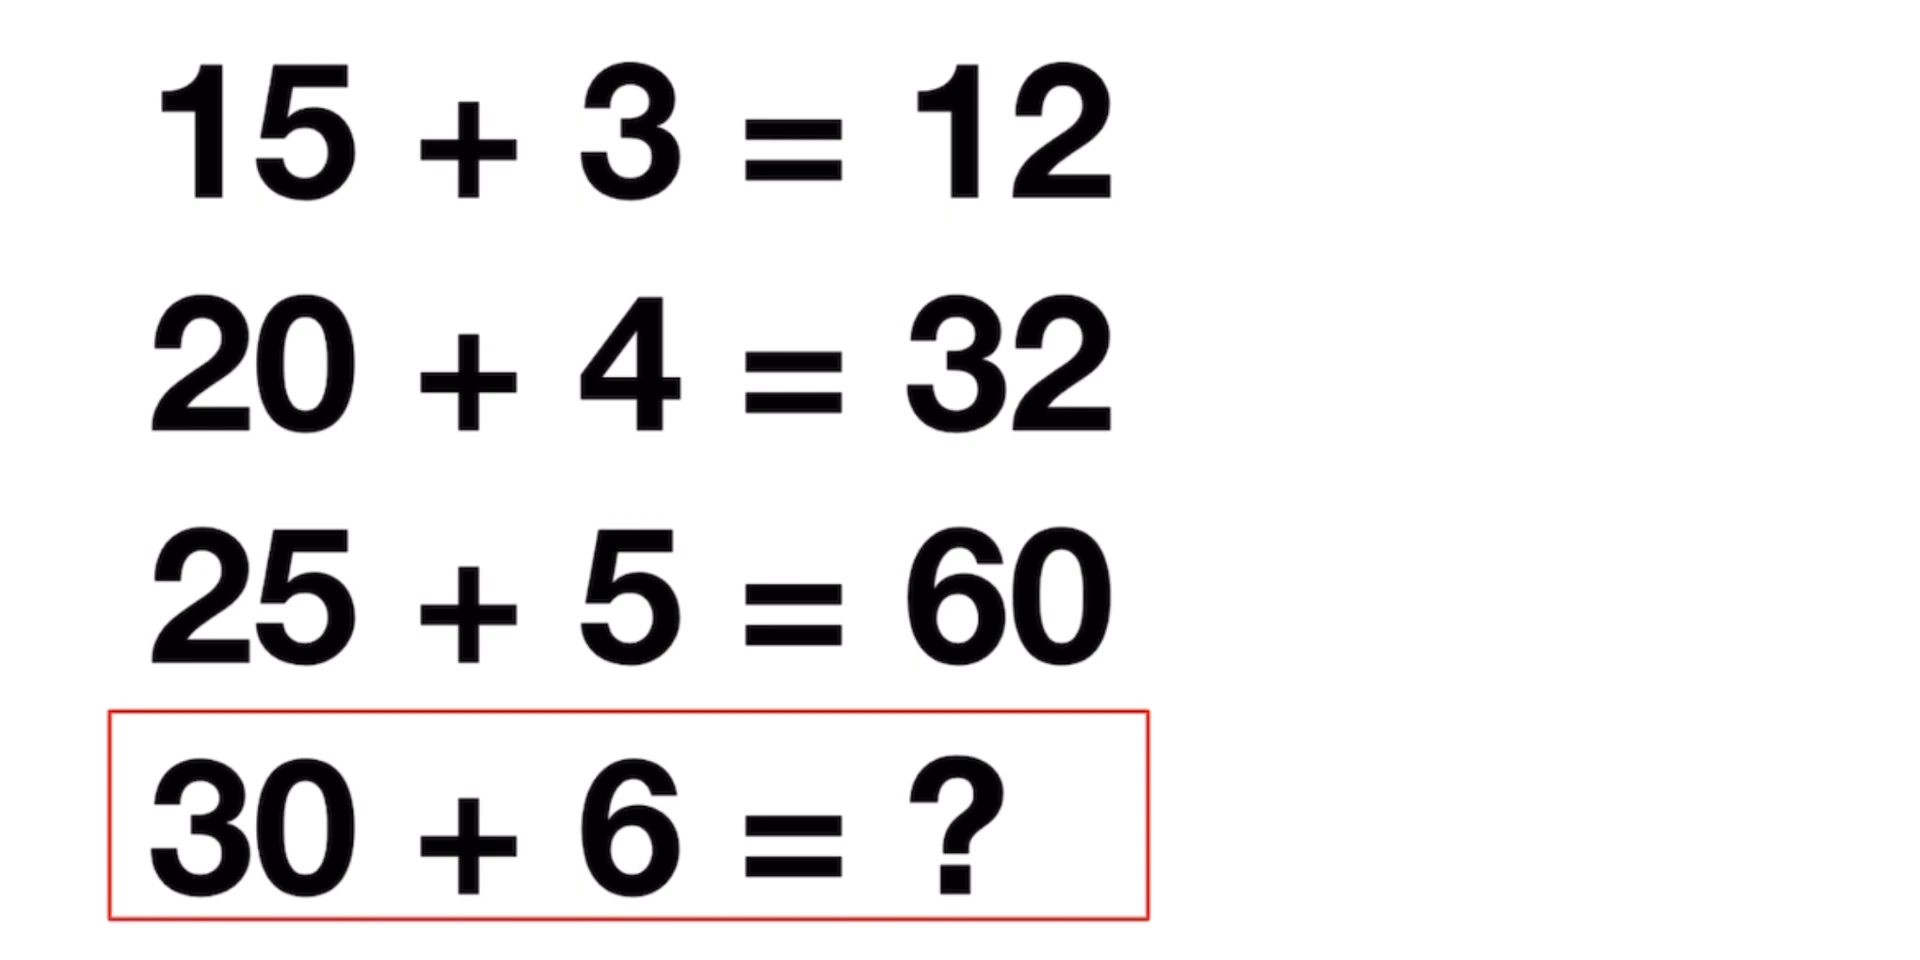 15 + 3 = 12
20 + 4 = 32
25 + 5 = 60
30 + 6 = ?